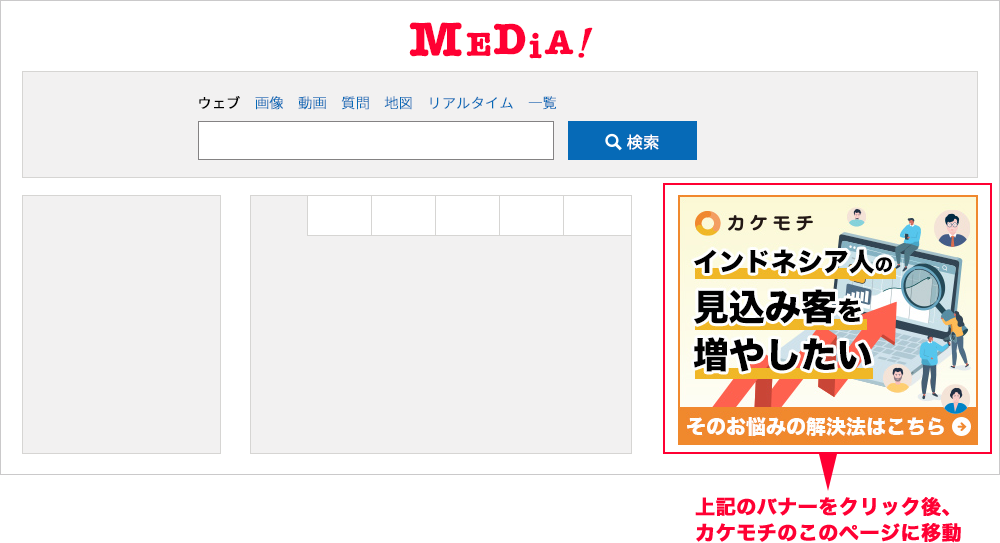 MEDiA!
ウェブ 画像 動画 質問 地図 リアルタイム 一覧
検索
カケモチ
インドネシア人の
見込み客を
増やしたい
そのお悩みの解決法はこちら
上記のバナーをクリック後、
カケモチのこのページに移動